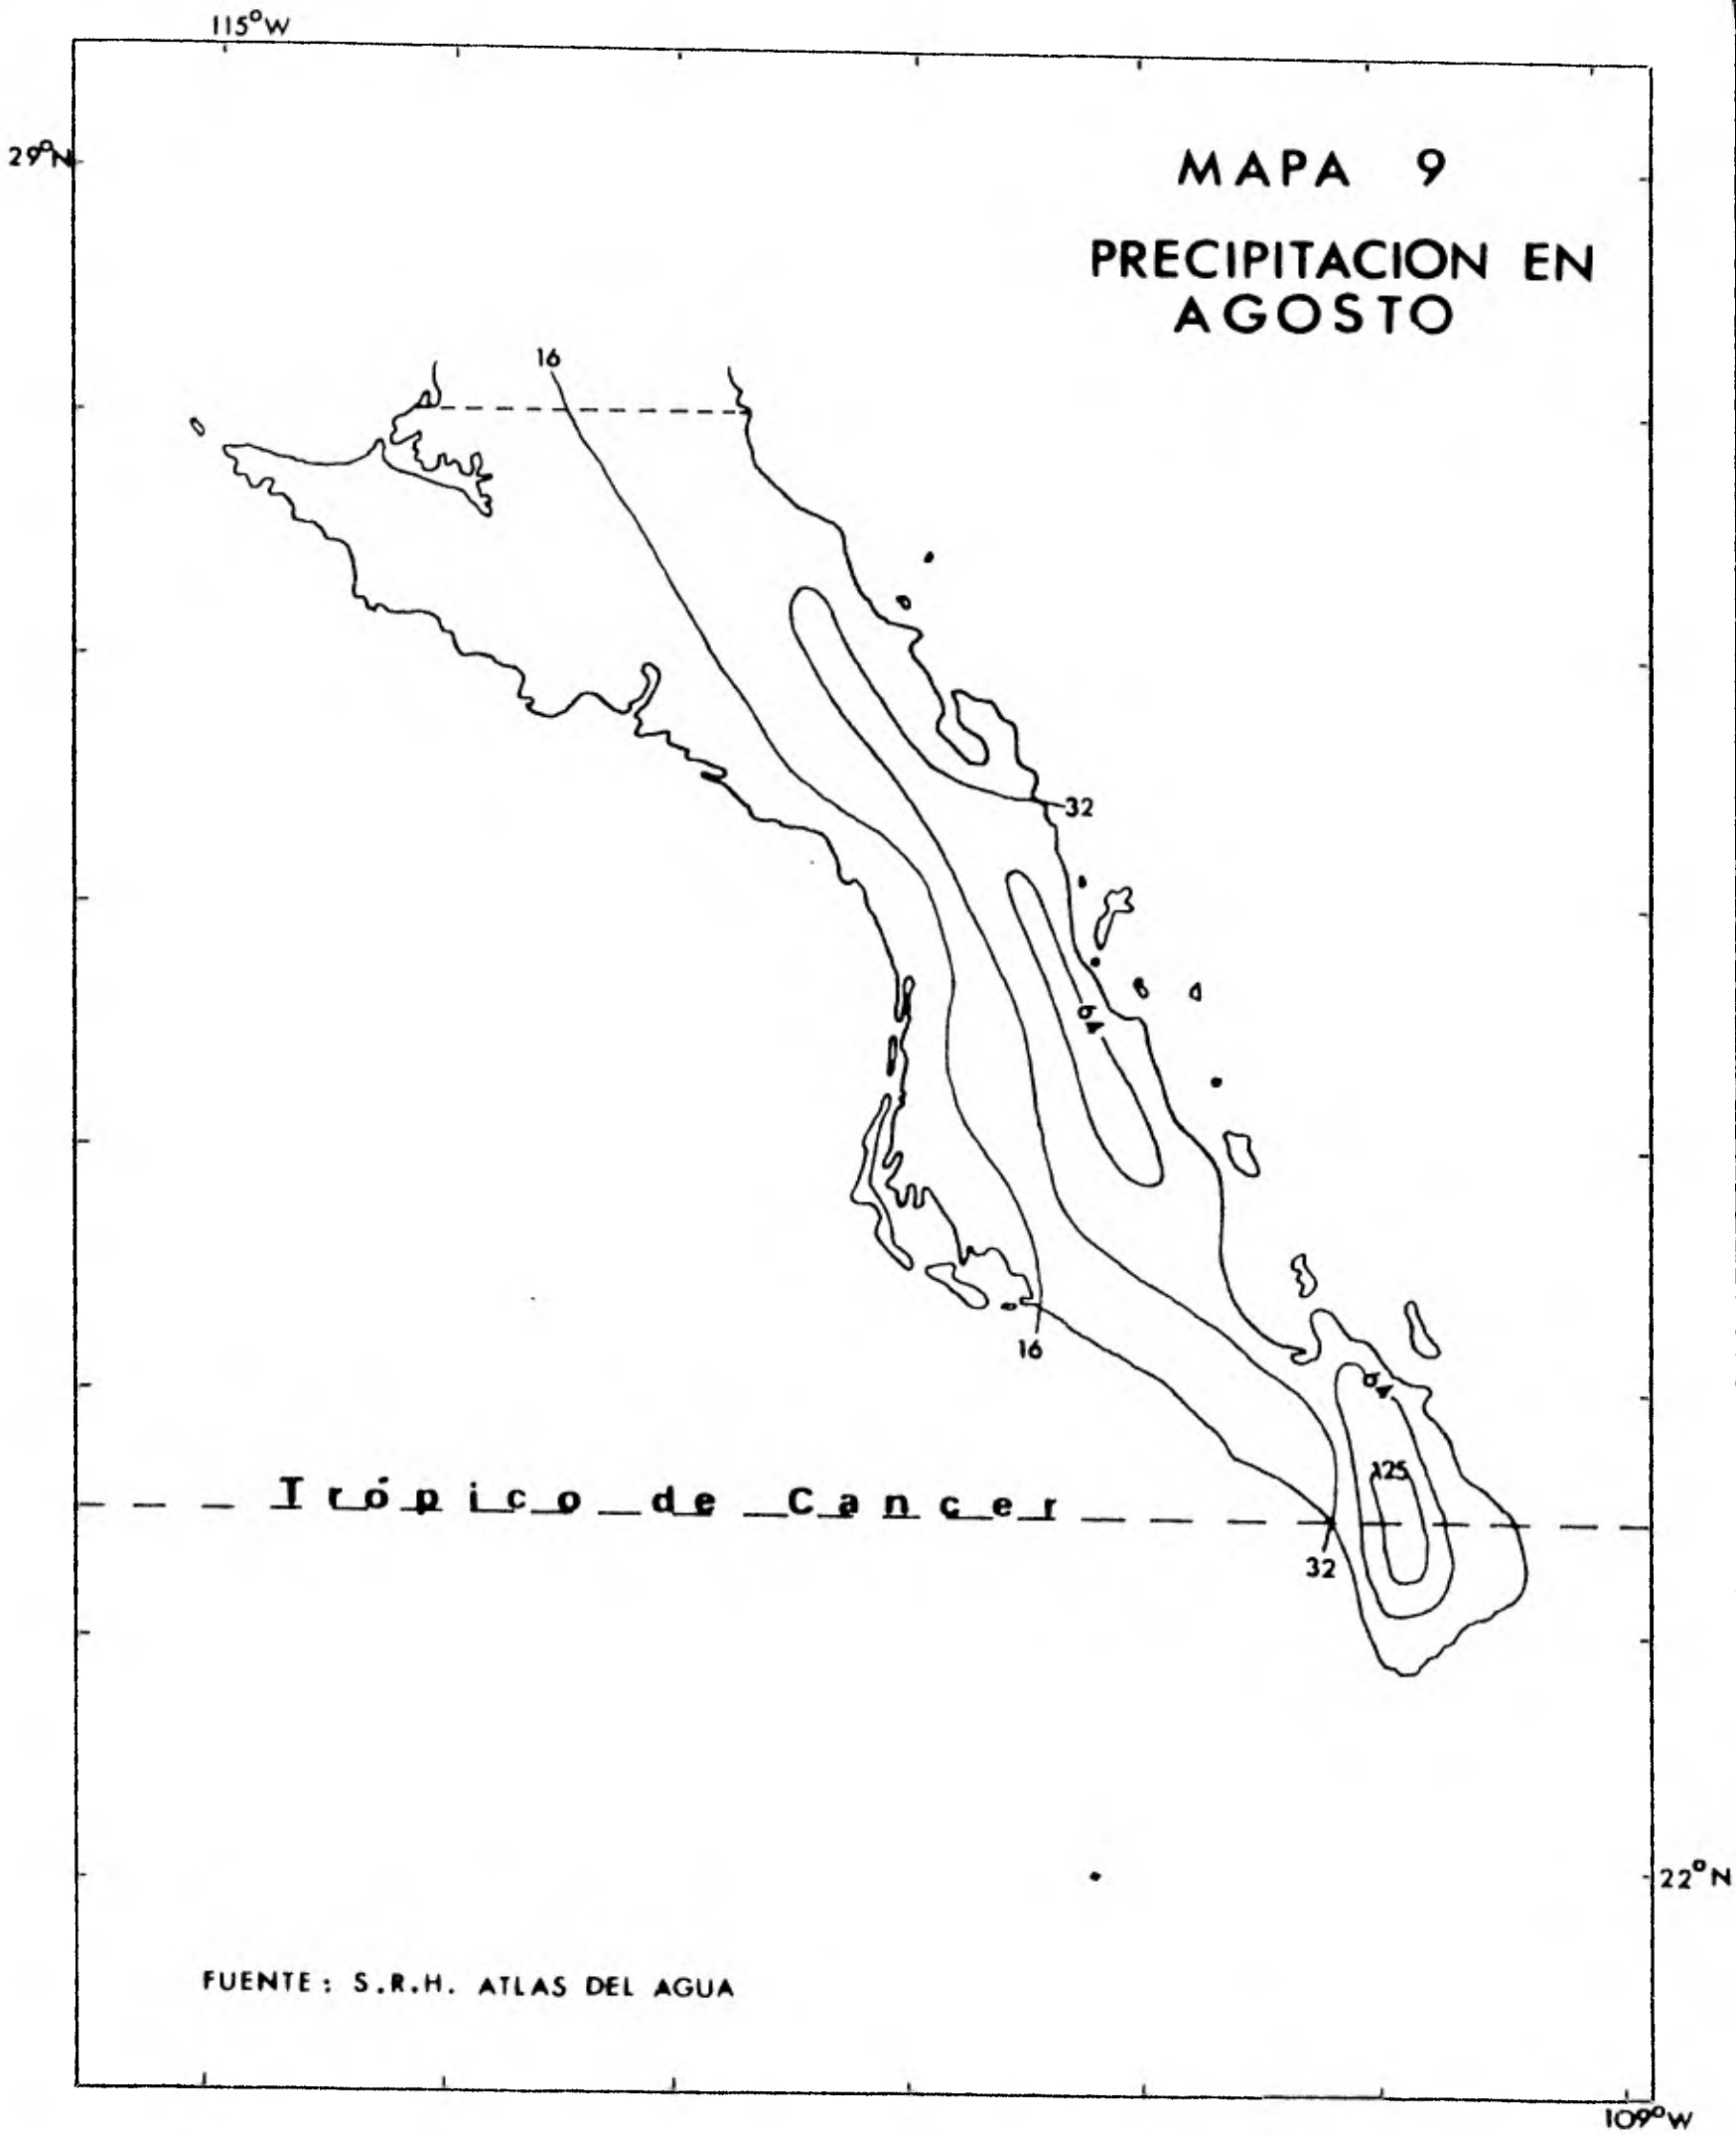 115°W
29°N
MAPA 9
PRECIPITACION EN
AGOSTO
16
32
64
16
64
125
Trópico de Cancer
32
22°N
FUENTE: S.R.H. ATLAS DEL AGUA
109°W